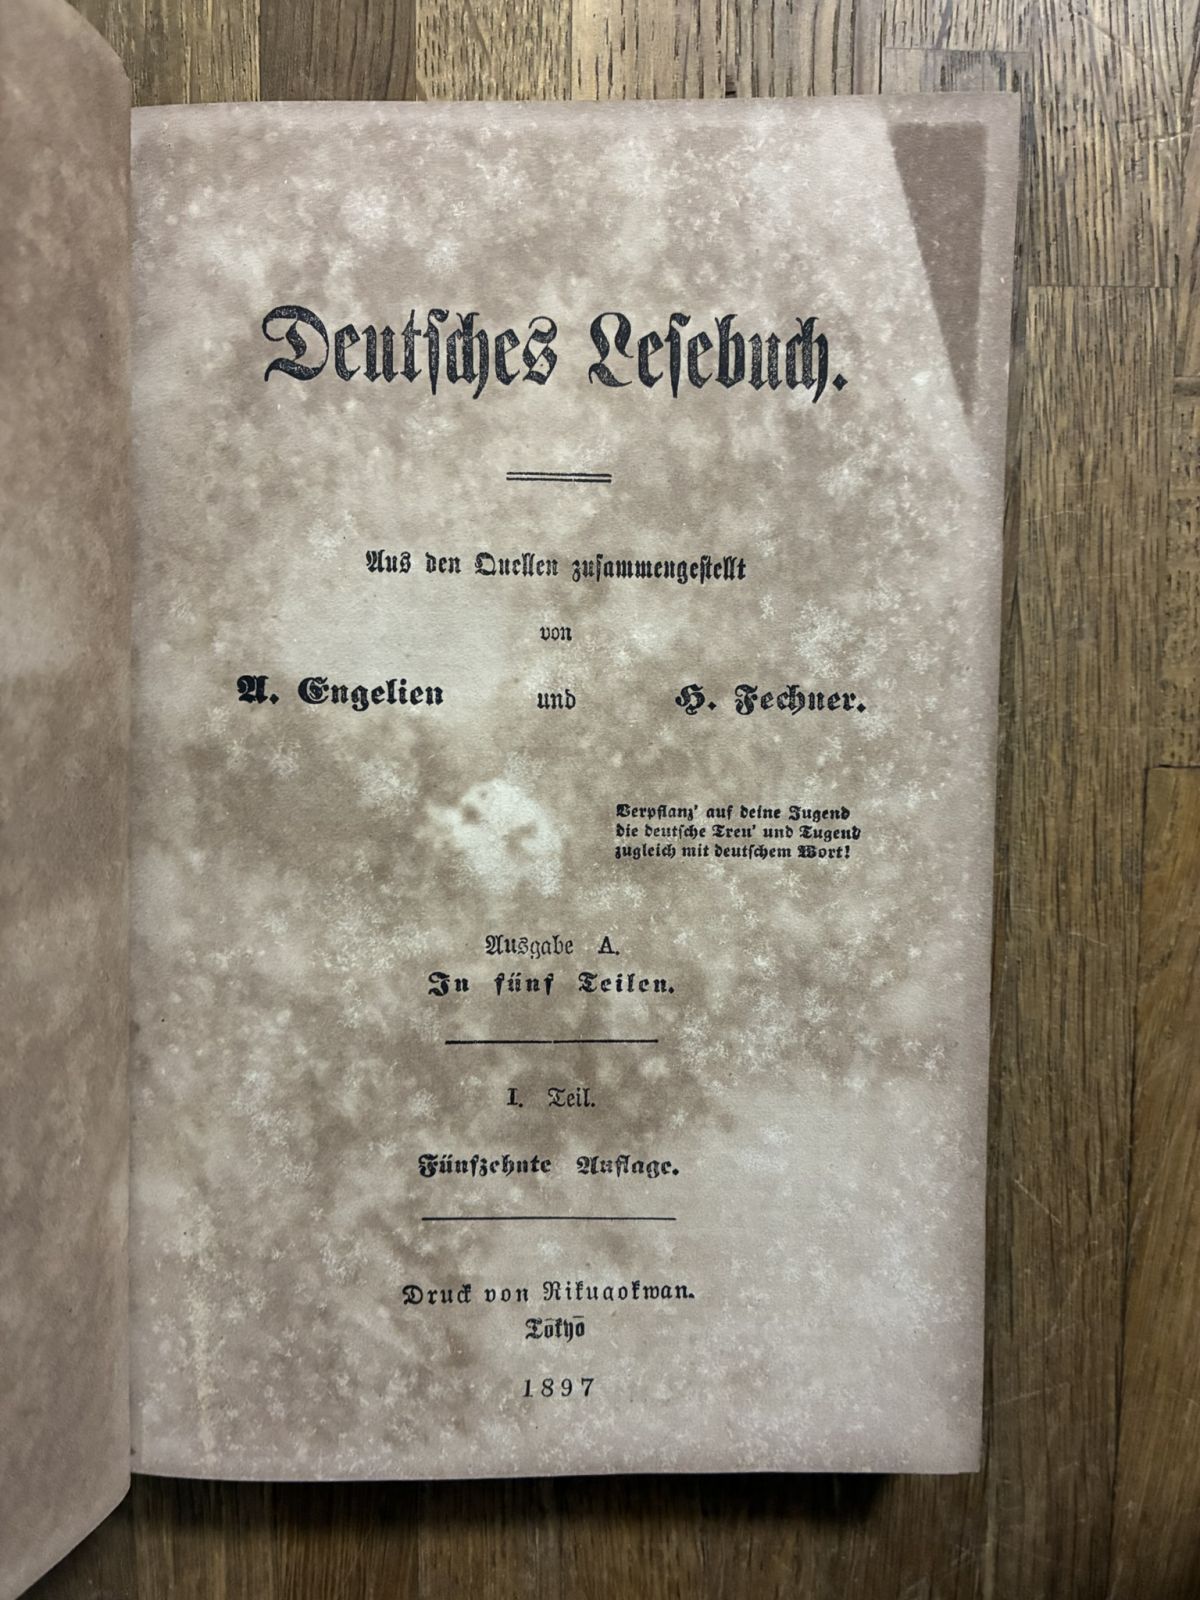 Deutsches Lesebuch.
Aus den Quellen zusammengestellt
von
A. Engelien und H. Fechner.
Verpflanz' auf deine Jugend
die deutsche Treu' und Tugend
zugleich mit deutschem Wort!
Ausgabe A.
In fünf Teilen.
I. Teil.
Fünfzehnte Auflage.
Druck von Rikugokwan.
Tōkyō
1897